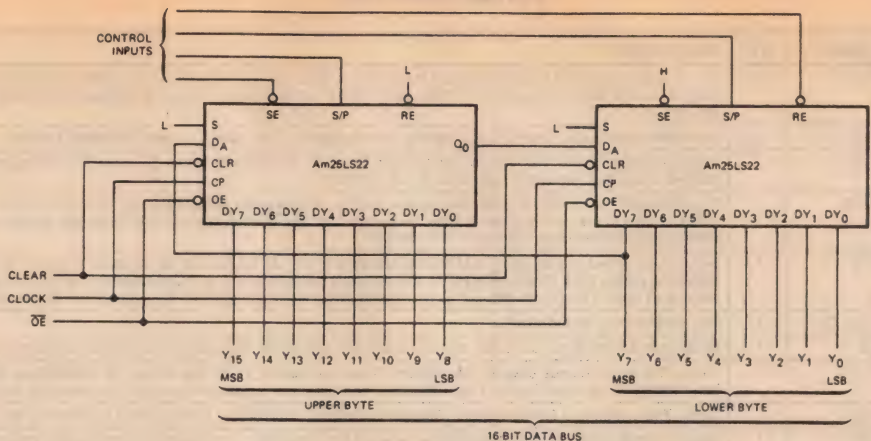 CONTROL
INPUTS
L
H
SE S/P RE
SE S/P RE
L S
D_A
CLR
CP
OE
Am25LS22
Q₀
L S
D_A
CLR
CP
OE
Am25LS22
DY₇ DY₆ DY₅ DY₄ DY₃ DY₂ DY₁ DY₀
DY₇ DY₆ DY₅ DY₄ DY₃ DY₂ DY₁ DY₀
CLEAR
CLOCK
O̅E̅
Y₁₅ Y₁₄ Y₁₃ Y₁₂ Y₁₁ Y₁₀ Y₉ Y₈
Y₇ Y₆ Y₅ Y₄ Y₃ Y₂ Y₁ Y₀
MSB LSB
MSB LSB
UPPER BYTE
LOWER BYTE
16-BIT DATA BUS